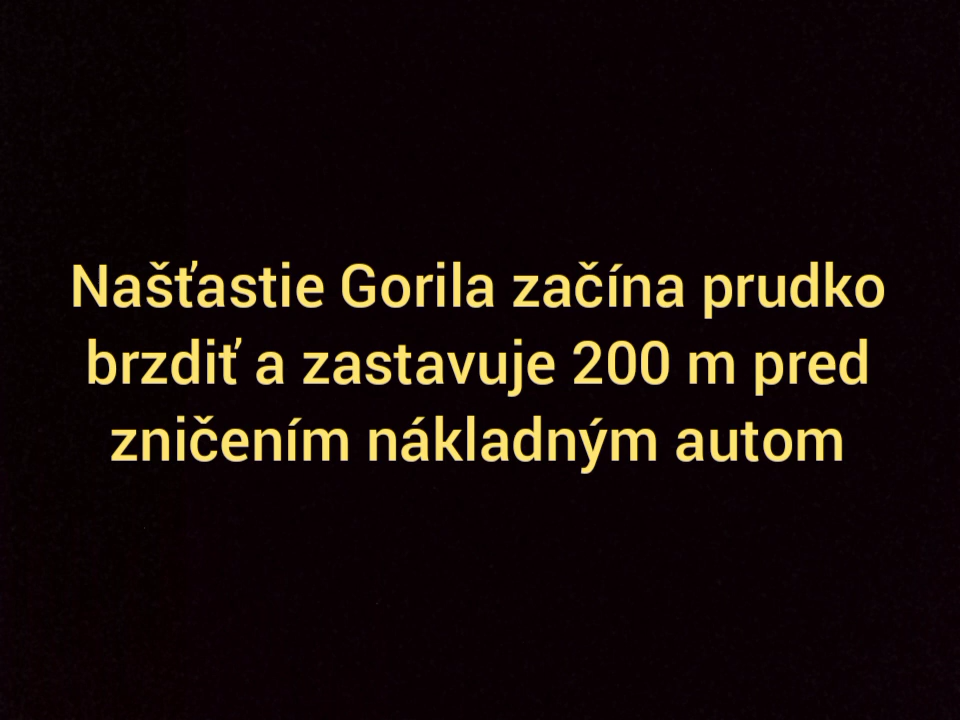 Našťastie Gorila začína prudko
brzdiť a zastavuje 200 m pred
zničením nákladným autom